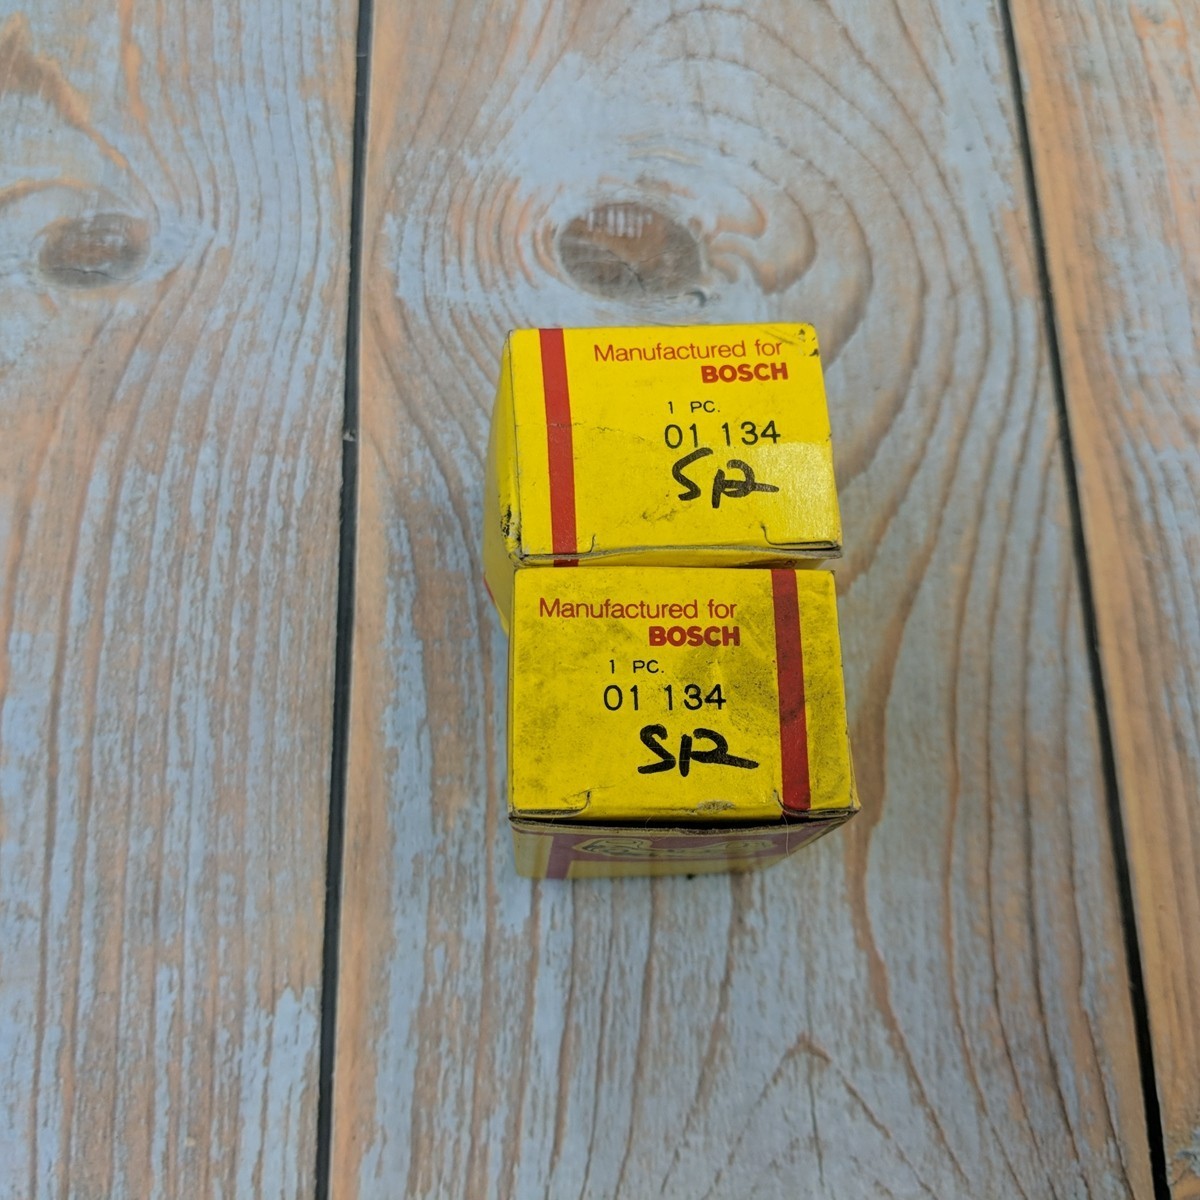 Manufactured for
BOSCH
1 PC.
01 134
SR
Manufactured for
BOSCH
1 PC.
01 134
SR